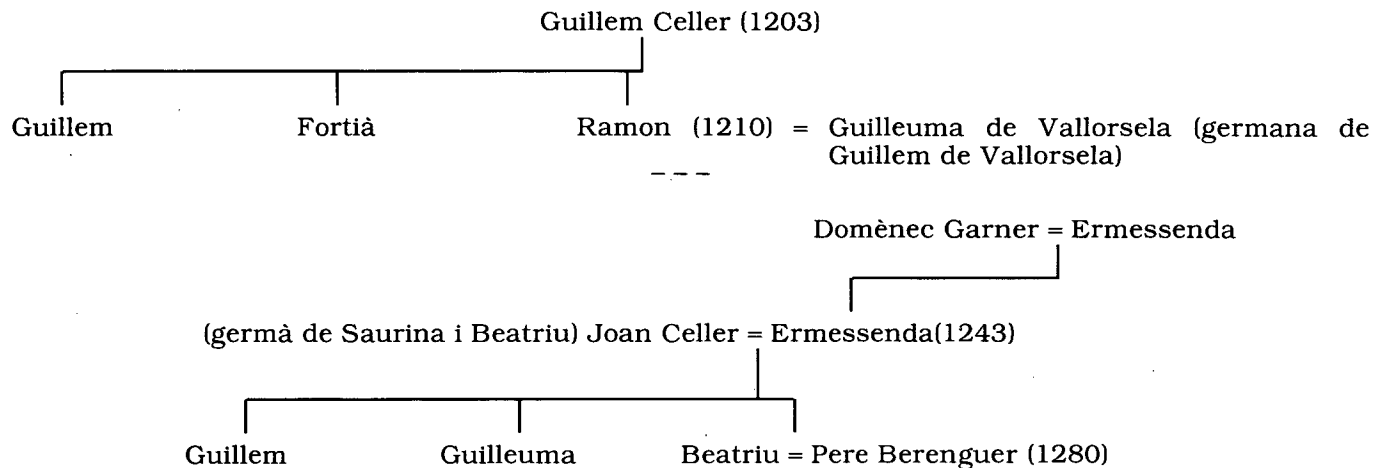 Guillem Celler (1203)
Guillem Fortià Ramon (1210) = Guilleuma de Vallorsela (germana de
Guillem de Vallorsela)
Domènec Garner = Ermessenda
(germà de Saurina i Beatriu) Joan Celler = Ermessenda(1243)
Guillem Guilleuma Beatriu = Pere Berenguer (1280)